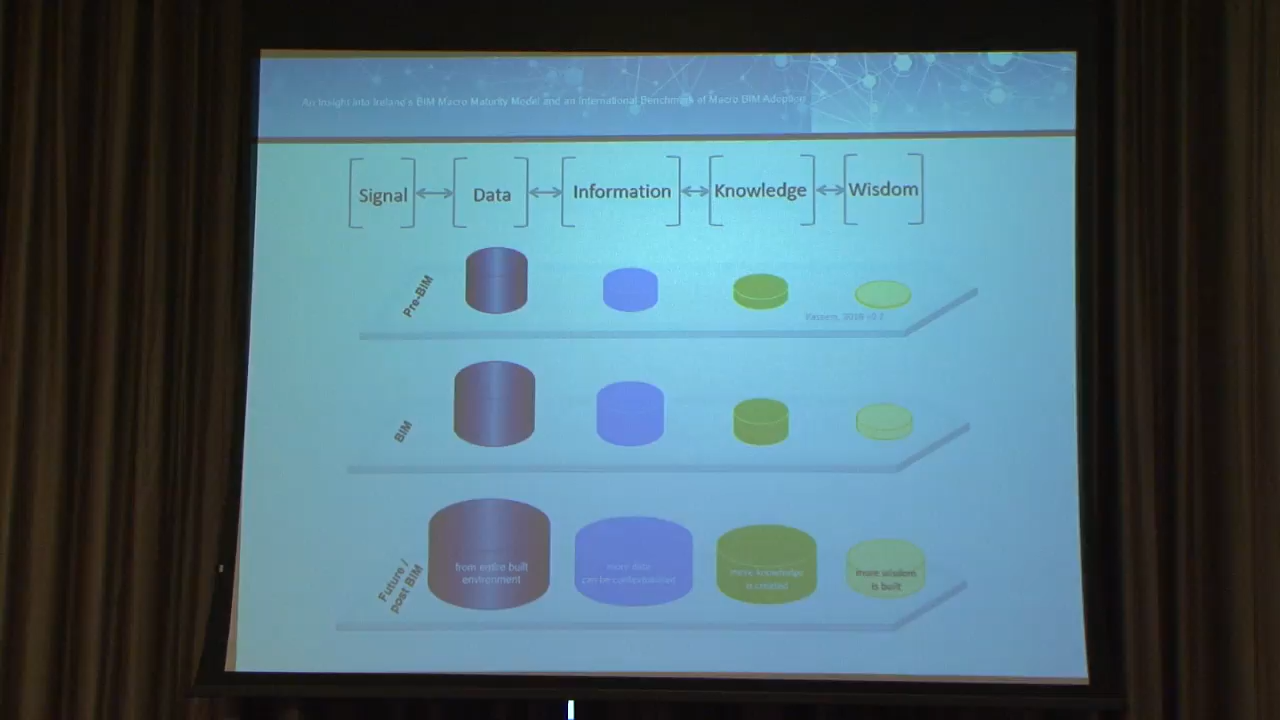 An Insight into Ireland's BIM Macro Maturity Model and an International Benchmark of Macro BIM Adoption
Signal
Data
Information
Knowledge
Wisdom
Pre-BIM
BIM
Future /
post BIM
from entire built
environment
more data
can be contextualised
more knowledge
is created
more wisdom
is built